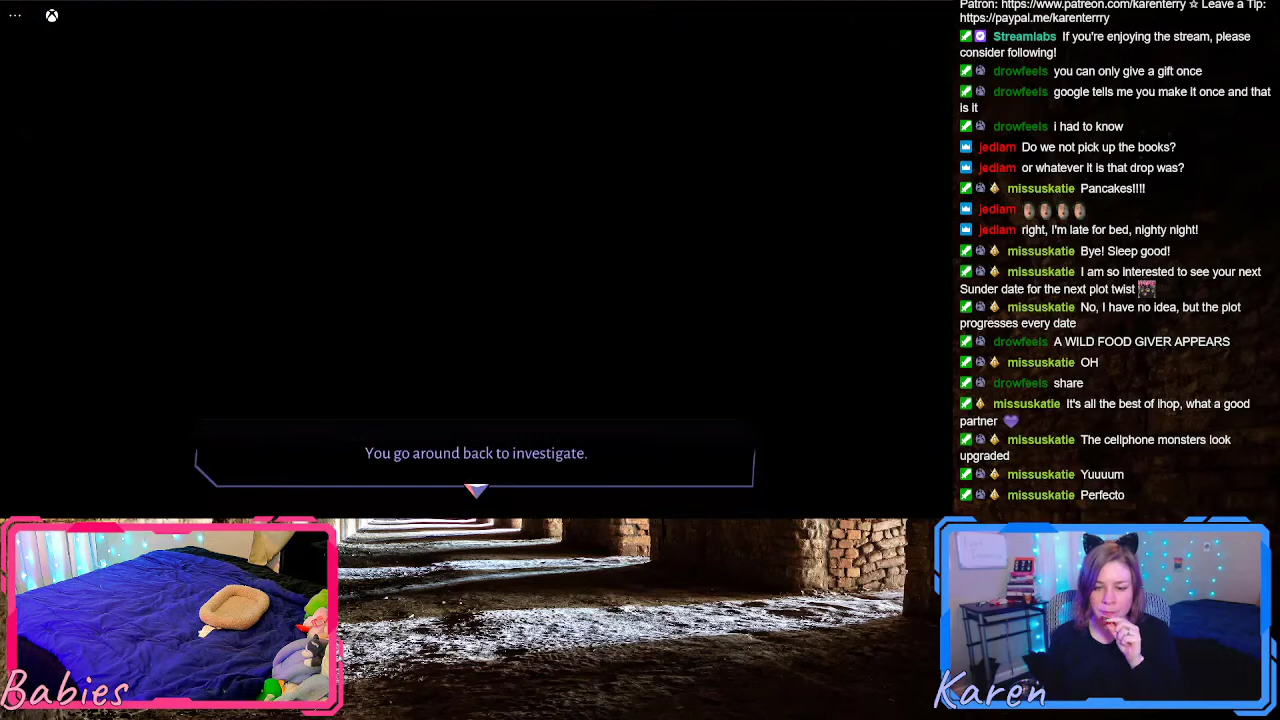 Patron: https://www.patreon.com/karenterry ☆ Leave a Tip:
https://paypal.me/karenterrry
Streamlabs If you're enjoying the stream, please
consider following!
drowfeels you can only give a gift once
drowfeels google tells me you make it once and that
is it
drowfeels i had to know
jedlam Do we not pick up the books?
jedlam or whatever it is that drop was?
missuskatie Pancakes!!!!
jedlam
jedlam right, I'm late for bed, nighty night!
missuskatie Bye! Sleep good!
missuskatie I am so interested to see your next
Sunder date for the next plot twist
missuskatie No, I have no idea, but the plot
progresses every date
drowfeels A WILD FOOD GIVER APPEARS
missuskatie OH
drowfeels share
missuskatie It's all the best of ihop, what a good
partner 💜
missuskatie The cellphone monsters look
upgraded
missuskatie Yuuuum
missuskatie Perfecto
You go around back to investigate.
Babies
Karen